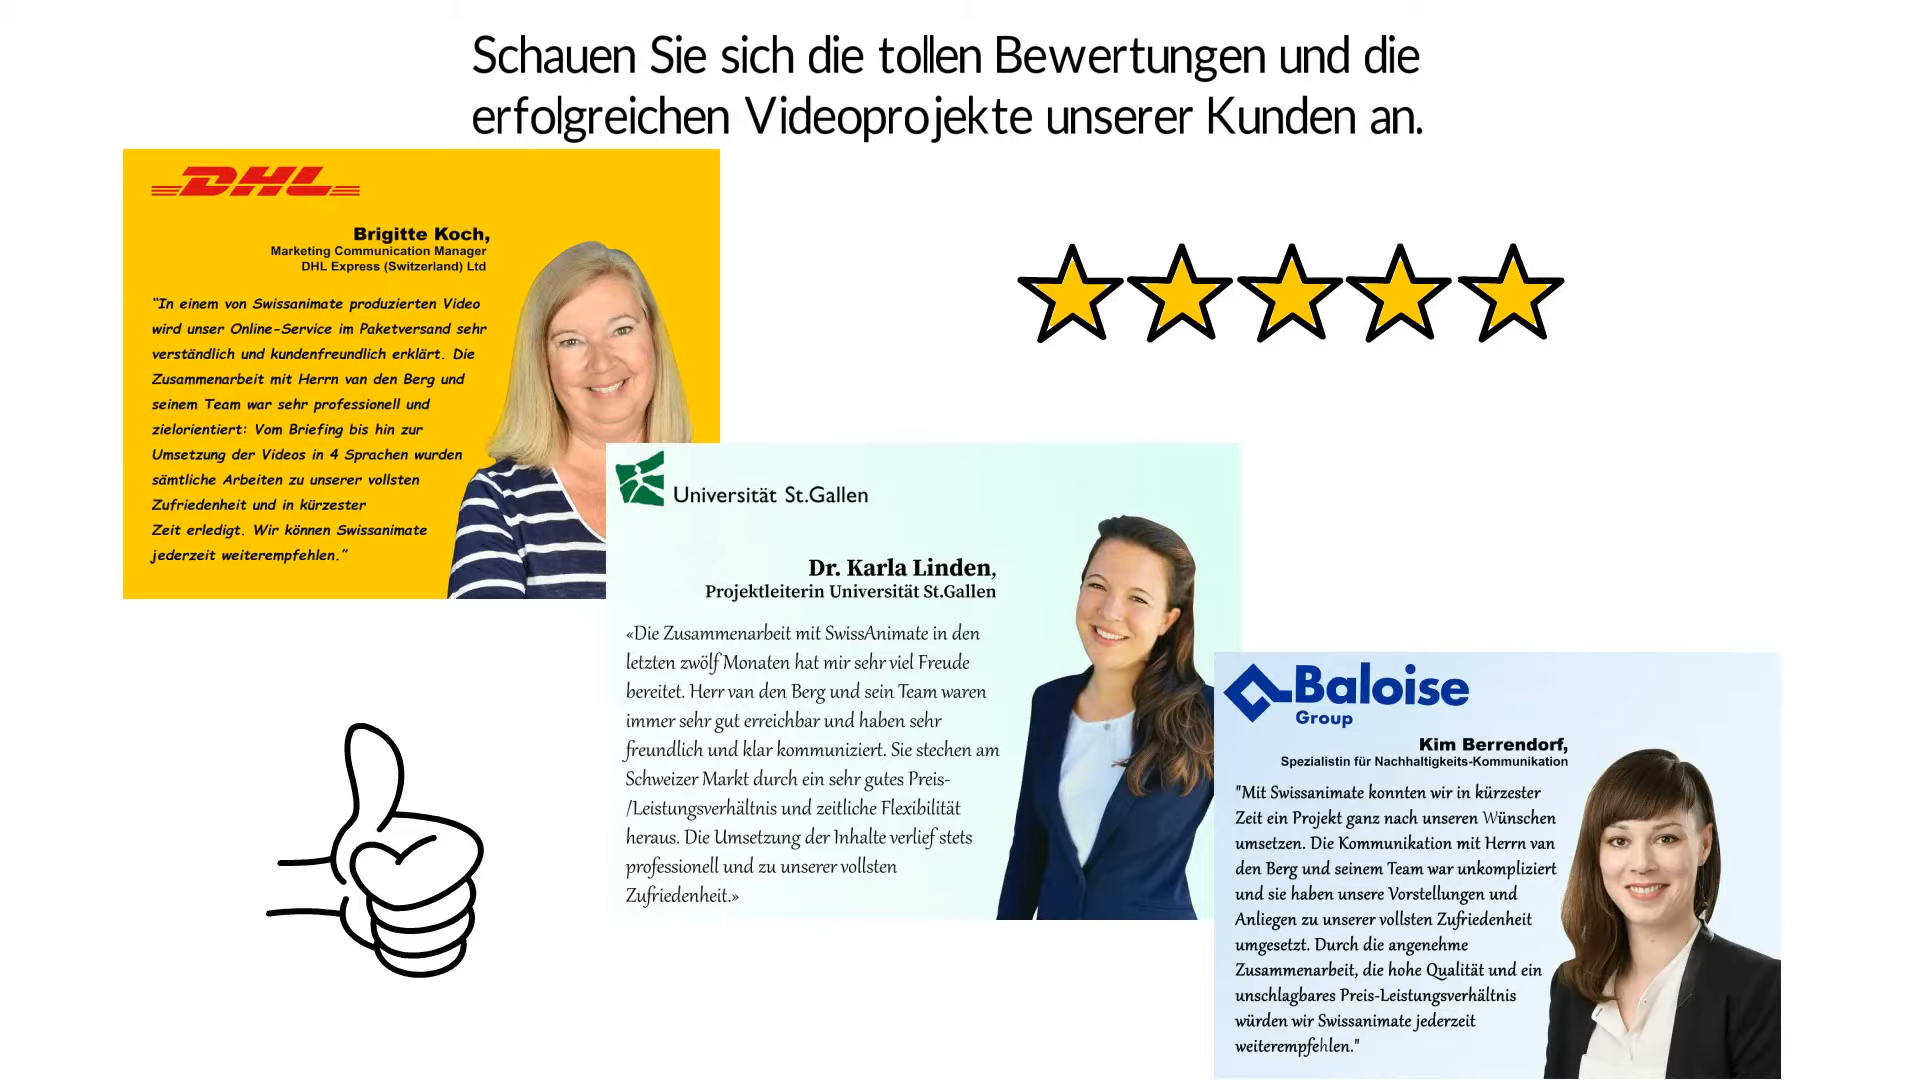 Schauen Sie sich die tollen Bewertungen und die
erfolgreichen Videoprojekte unserer Kunden an.
DHL
Brigitte Koch,
Marketing Communication Manager
DHL Express (Switzerland) Ltd
"In einem von Swissanimate produzierten Video
wird unser Online-Service im Paketversand sehr
verständlich und kundenfreundlich erklärt. Die
Zusammenarbeit mit Herrn van den Berg und
seinem Team war sehr professionell und
zielorientiert: Vom Briefing bis hin zur
Umsetzung der Videos in 4 Sprachen wurden
sämtliche Arbeiten zu unserer vollsten
Zufriedenheit und in kürzester
Zeit erledigt. Wir können Swissanimate
jederzeit weiterempfehlen."
Universität St.Gallen
Dr. Karla Linden,
Projektleiterin Universität St.Gallen
«Die Zusammenarbeit mit SwissAnimate in den
letzten zwölf Monaten hat mir sehr viel Freude
bereitet. Herr van den Berg und sein Team waren
immer sehr gut erreichbar und haben sehr
freundlich und klar kommuniziert. Sie stechen am
Schweizer Markt durch ein sehr gutes Preis-
/Leistungsverhältnis und zeitliche Flexibilität
heraus. Die Umsetzung der Inhalte verlief stets
professionell und zu unserer vollsten
Zufriedenheit.»
Baloise
Group
Kim Berrendorf,
Spezialistin für Nachhaltigkeits-Kommunikation
"Mit Swissanimate konnten wir in kürzester
Zeit ein Projekt ganz nach unseren Wünschen
umsetzen. Die Kommunikation mit Herrn van
den Berg und seinem Team war unkompliziert
und sie haben unsere Vorstellungen und
Anliegen zu unserer vollsten Zufriedenheit
umgesetzt. Durch die angenehme
Zusammenarbeit, die hohe Qualität und ein
unschlagbares Preis-Leistungsverhältnis
würden wir Swissanimate jederzeit
weiterempfehlen."